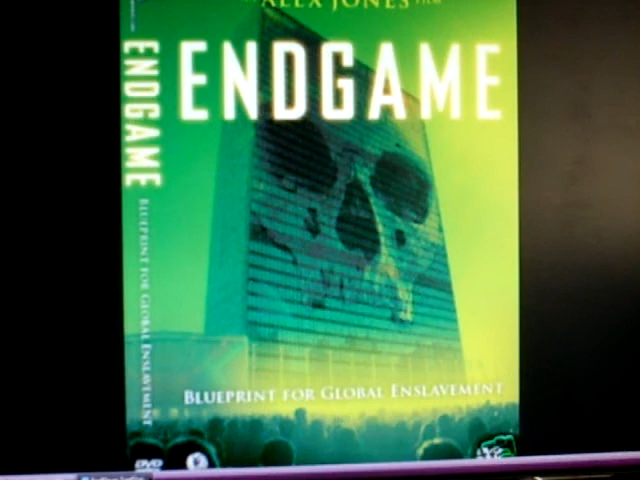 ALEX JONES FILM
ENDGAME
BLUEPRINT FOR GLOBAL ENSLAVEMENT
ENDGAME
BLUEPRINT FOR GLOBAL ENSLAVEMENT
DVD